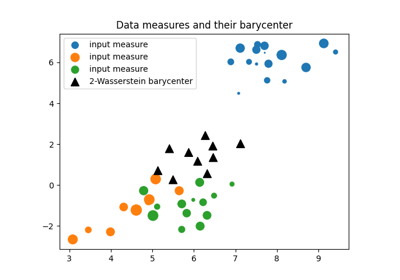 Data measures and their barycenter
input measure
input measure
input measure
2-Wasserstein barycenter
6
4
2
0
−2
3
4
5
6
7
8
9